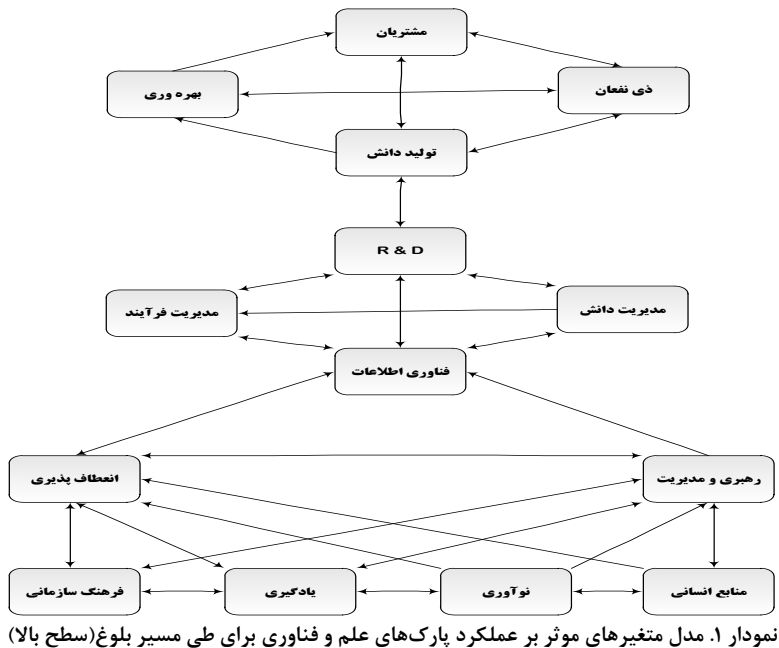 مشتریان
ذی نفعان
بهره وری
تولید دانش
R & D
مدیریت دانش
مدیریت فرآیند
فناوری اطلاعات
رهبری و مدیریت
انعطاف پذیری
منابع انسانی
نوآوری
یادگیری
فرهنگ سازمانی
نمودار ۱. مدل متغیرهای موثر بر عملکرد پارک‌های علم و فناوری برای طی مسیر بلوغ(سطح بالا)